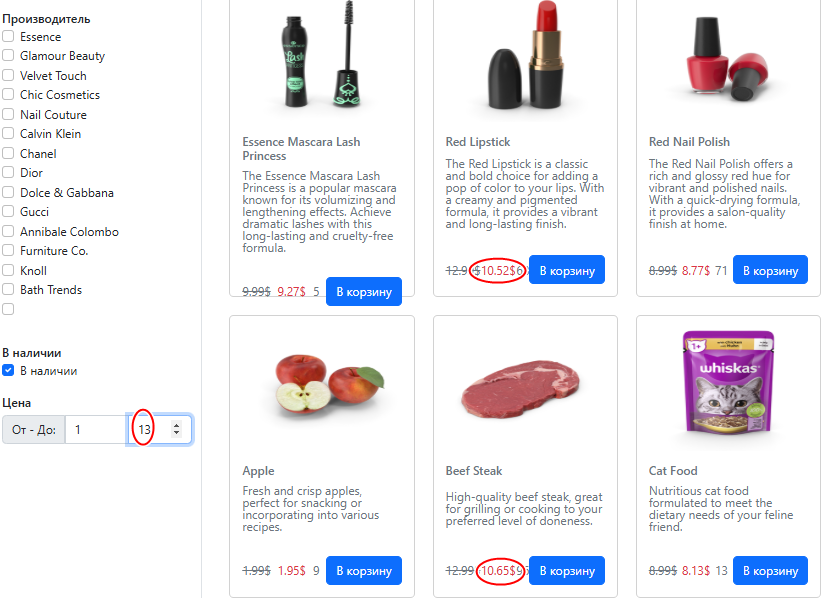 Производитель
Essence
Glamour Beauty
Velvet Touch
Chic Cosmetics
Nail Couture
Calvin Klein
Chanel
Dior
Dolce & Gabbana
Gucci
Annibale Colombo
Furniture Co.
Knoll
Bath Trends
В наличии
В наличии
Цена
От - До: 1 13
Essence Mascara Lash
Princess
The Essence Mascara Lash
Princess is a popular mascara
known for its volumizing and
lengthening effects. Achieve
dramatic lashes with this
long-lasting and cruelty-free
formula.
9.99$ 9.27$ 5 В корзину
Red Lipstick
The Red Lipstick is a classic
and bold choice for adding a
pop of color to your lips. With
a creamy and pigmented
formula, it provides a vibrant
and long-lasting finish.
10.52$ В корзину
Red Nail Polish
The Red Nail Polish offers a
rich and glossy red hue for
vibrant and polished nails.
With a quick-drying formula,
it provides a salon-quality
finish at home.
8.99$ 8.77$ 71 В корзину
Apple
Fresh and crisp apples,
perfect for snacking or
incorporating into various
recipes.
1.99$ 1.95$ 9 В корзину
Beef Steak
High-quality beef steak, great
for grilling or cooking to your
preferred level of doneness.
12.99 10.65$ В корзину
1+
whiskas
Cat Food
Nutritious cat food
formulated to meet the
dietary needs of your feline
friend.
8.99$ 8.13$ 13 В корзину